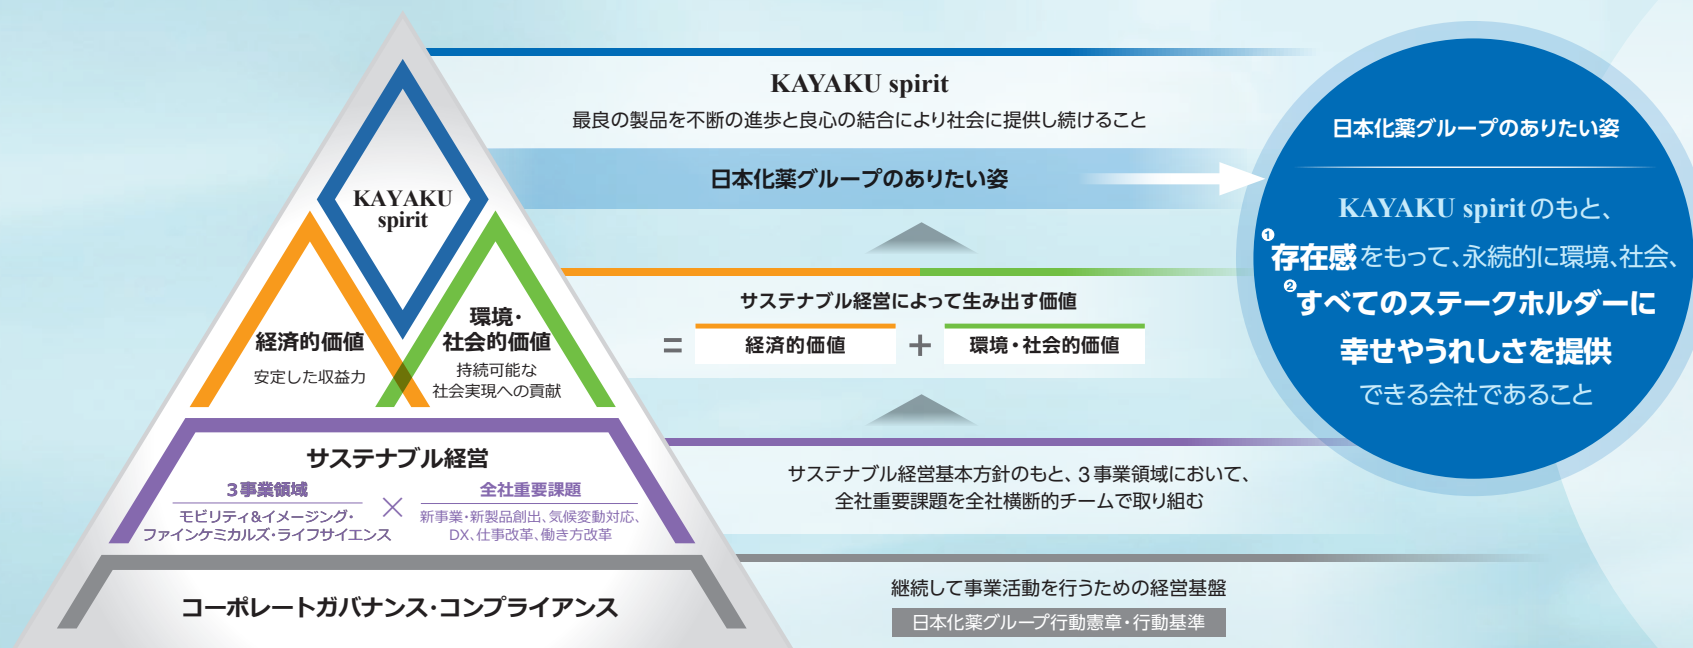 KAYAKU
spirit
経済的価値
安定した収益力
環境・
社会的価値
持続可能な
社会実現への貢献
サステナブル経営
3事業領域
モビリティ&イメージング・
ファインケミカルズ・ライフサイエンス
×
全社重要課題
新事業・新製品創出、気候変動対応、
DX、仕事改革、働き方改革
コーポレートガバナンス・コンプライアンス
KAYAKU spirit
最良の製品を不断の進歩と良心の結合により社会に提供し続けること
日本化薬グループのありたい姿
サステナブル経営によって生み出す価値
= 経済的価値 + 環境・社会的価値
サステナブル経営基本方針のもと、3事業領域において、
全社重要課題を全社横断的チームで取り組む
継続して事業活動を行うための経営基盤
日本化薬グループ行動憲章・行動基準
日本化薬グループのありたい姿
KAYAKU spiritのもと、
❶存在感をもって、永続的に環境、社会、
❷すべてのステークホルダーに
幸せやうれしさを提供
できる会社であること